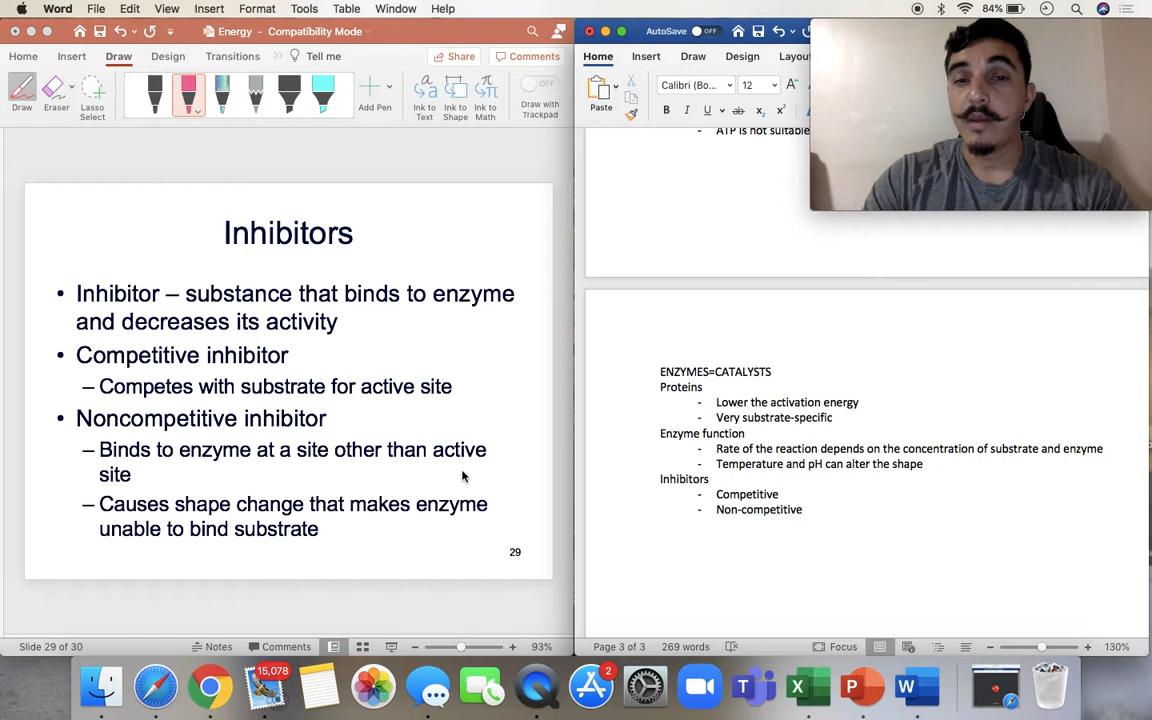 Word File Edit View Insert Format Tools Table Window Help 84%
Energy - Compatibility Mode
AutoSave OFF
Home Insert Draw Design Transitions Tell me Share Comments
Home Insert Draw Design Layou
Draw Eraser Lasso Select Add Pen Ink to Text Ink to Shape Ink to Math OFF Draw with Trackpad
Paste Calibri (Bo... 12
Inhibitors
• Inhibitor – substance that binds to enzyme
and decreases its activity
• Competitive inhibitor
– Competes with substrate for active site
• Noncompetitive inhibitor
– Binds to enzyme at a site other than active
site
– Causes shape change that makes enzyme
unable to bind substrate
29
- ATP is not suitable
ENZYMES=CATALYSTS
Proteins
- Lower the activation energy
- Very substrate-specific
Enzyme function
- Rate of the reaction depends on the concentration of substrate and enzyme
- Temperature and pH can alter the shape
Inhibitors
- Competitive
- Non-competitive
Slide 29 of 30 Notes Comments 93%
Page 3 of 3 269 words Focus 130%
15,078
2